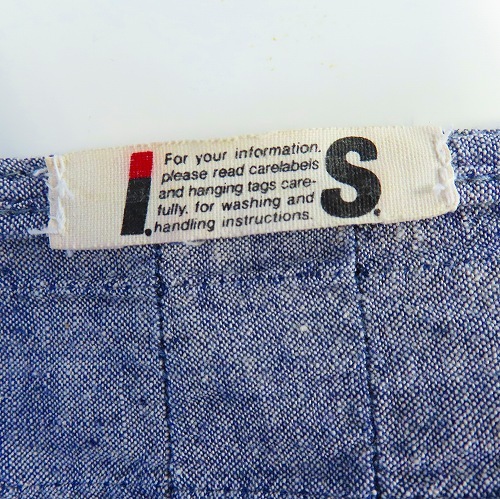 I.
For your information.
please read carelabels
and hanging tags care-
fully. for washing and
handling instructions.
S.